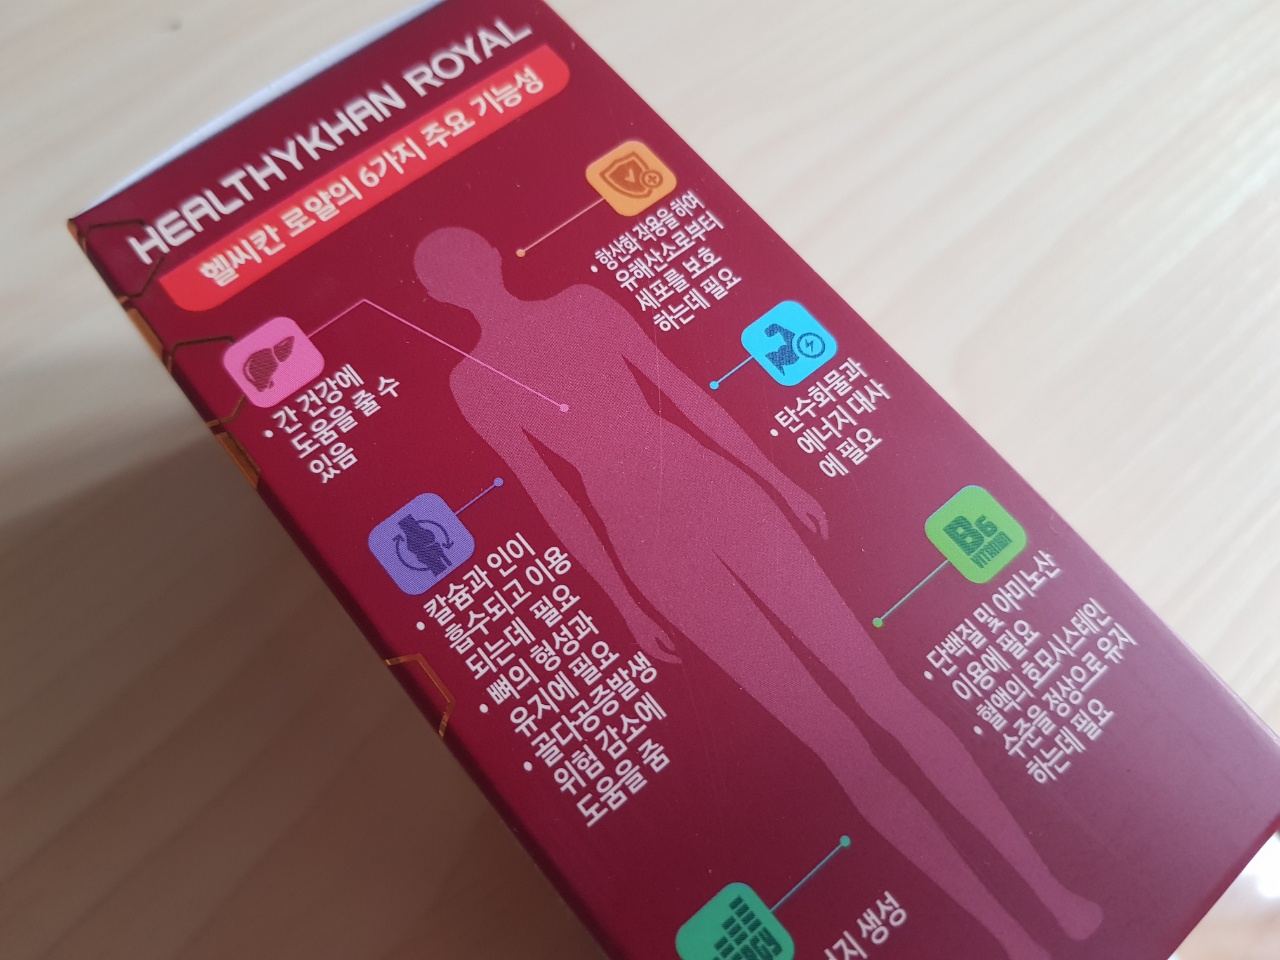 HEALTHYKHAN ROYAL
헬씨칸 로얄의 6가지 주요 기능성
• 항산화 작용을 하여
유해산소로부터
세포를 보호
하는데 필요
• 간 건강에
도움을 줄 수
있음
• 탄수화물과
에너지 대사
에 필요
• 칼슘과 인이
흡수되고 이용
되는데 필요
• 뼈의 형성과
유지에 필요
• 골다공증발생
위험 감소에
도움을 줌
B6
VITAMIN
• 단백질 및 아미노산
이용에 필요
• 혈액의 호모시스테인
수준을 정상으로 유지
하는데 필요
생성